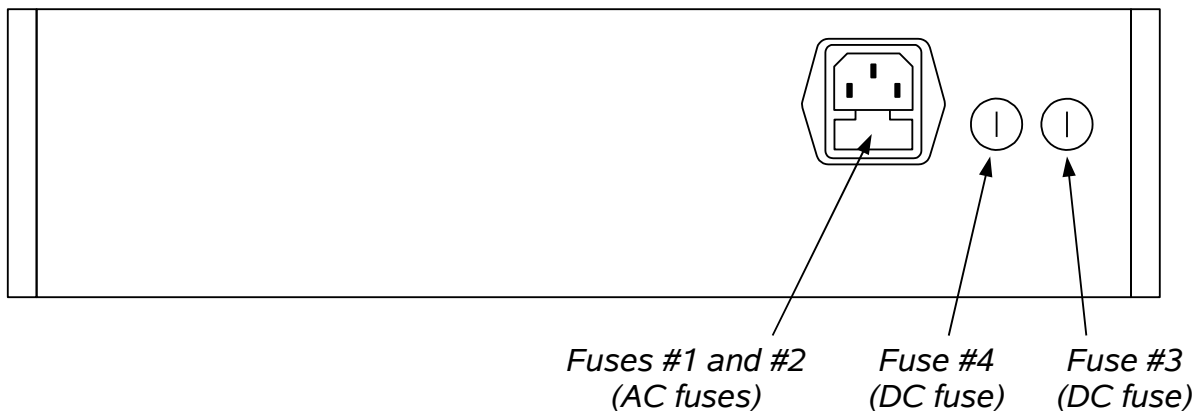 Fuses #1 and #2
(AC fuses)
Fuse #4
(DC fuse)
Fuse #3
(DC fuse)